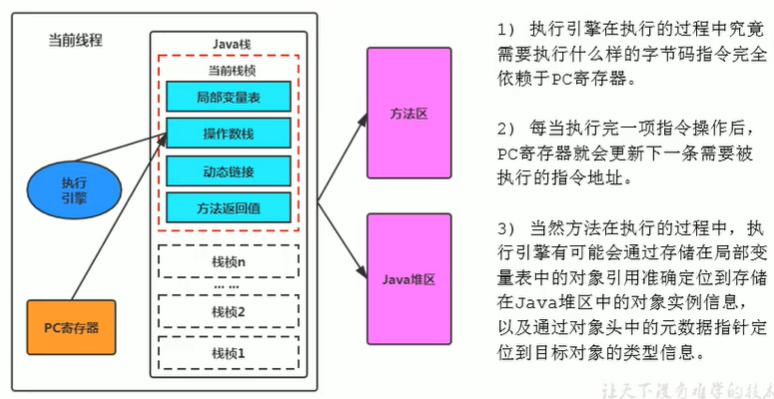 当前线程
Java栈
当前栈桢
局部变量表
操作数栈
动态链接
方法返回值
栈桢n
... ...
栈桢2
栈桢1
执行
引擎
PC寄存器
方法区
Java堆区
1) 执行引擎在执行的过程中究竟
需要执行什么样的字节码指令完全
依赖于PC寄存器。
2) 每当执行完一项指令操作后,
PC寄存器就会更新下一条需要被
执行的指令地址。
3) 当然方法在执行的过程中，执
行引擎有可能会通过存储在局部变
量表中的对象引用准确定位到存储
在Java堆区中的对象实例信息，
以及通过对象头中的元数据指针定
位到目标对象的类型信息。
让天下没有难学的技术